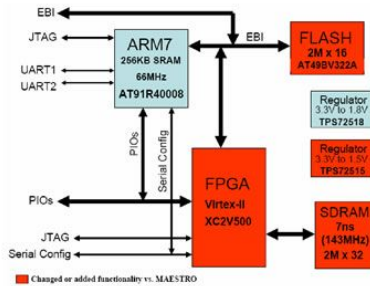 EBI
JTAG
UART1
UART2
ARM7
256KB SRAM
66MHz
AT91R40008
EBI
FLASH
2M x 16
AT49BV322A
Regulator
3.3V to 1.8V
TPS72518
Regulator
3.3V to 1.5V
TPS72515
PIOs
Serial Config
PIOs
JTAG
Serial Config
FPGA
Virtex-II
XC2V500
SDRAM
7ns
(143MHz)
2M x 32
Changed or added functionality vs. MAESTRO